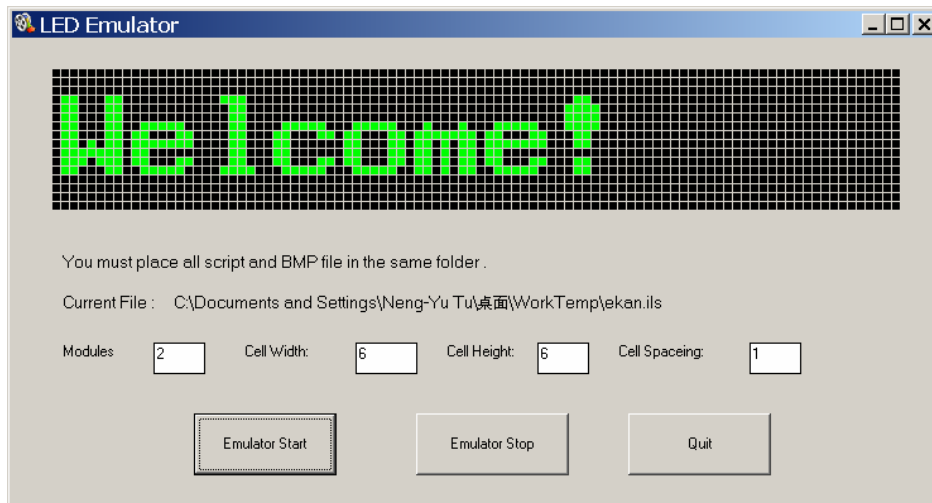 LED Emulator
Welcome!
You must place all script and BMP file in the same folder .
Current File : C:\Documents and Settings\Neng-Yu Tu\桌面\WorkTemp\ekan.ils
Modules 2 Cell Width: 6 Cell Height: 6 Cell Spaceing: 1
Emulator Start Emulator Stop Quit